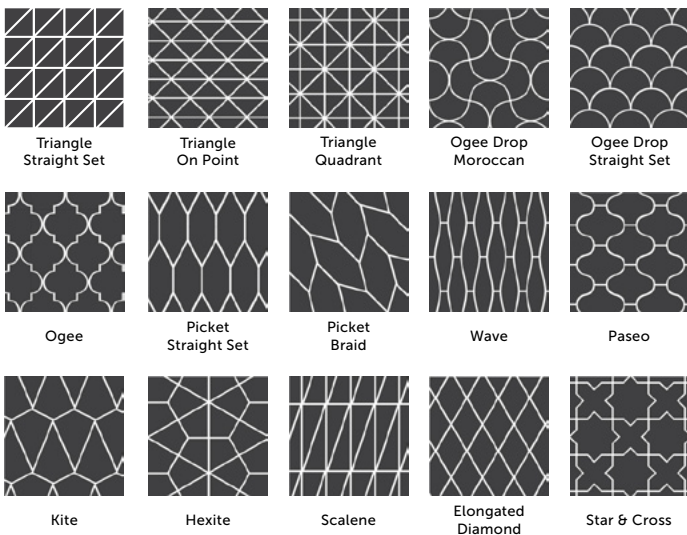 Triangle
Straight Set
Triangle
On Point
Triangle
Quadrant
Ogee Drop
Moroccan
Ogee Drop
Straight Set
Ogee
Picket
Straight Set
Picket
Braid
Wave
Paseo
Kite
Hexite
Scalene
Elongated
Diamond
Star & Cross